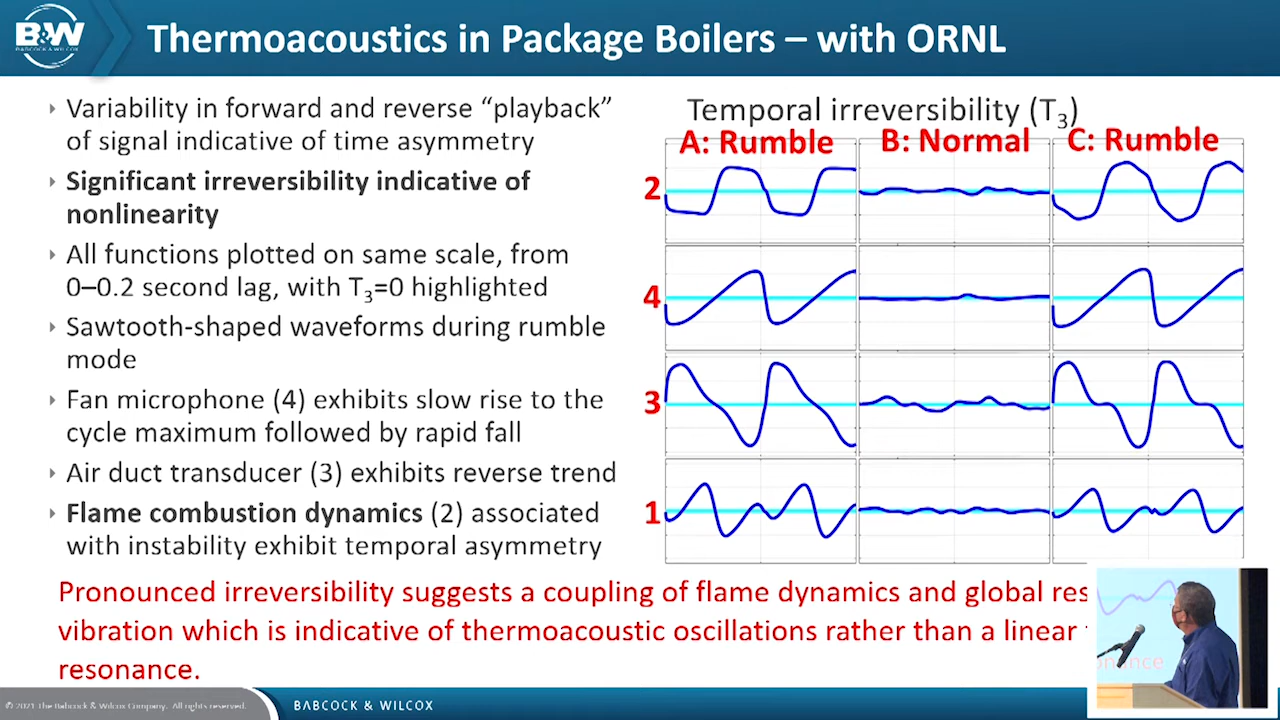 B&W
BABCOCK & WILCOX
Thermoacoustics in Package Boilers – with ORNL
Variability in forward and reverse “playback”
of signal indicative of time asymmetry
Significant irreversibility indicative of
nonlinearity
All functions plotted on same scale, from
0–0.2 second lag, with T3=0 highlighted
Sawtooth-shaped waveforms during rumble
mode
Fan microphone (4) exhibits slow rise to the
cycle maximum followed by rapid fall
Air duct transducer (3) exhibits reverse trend
Flame combustion dynamics (2) associated
with instability exhibit temporal asymmetry
Temporal irreversibility (T3)
A: Rumble B: Normal C: Rumble
2
4
3
1
Pronounced irreversibility suggests a coupling of flame dynamics and global
vibration which is indicative of thermoacoustic oscillations rather than a linear
resonance.
© 2021 The Babcock & Wilcox Company. All rights reserved.
BABCOCK & WILCOX